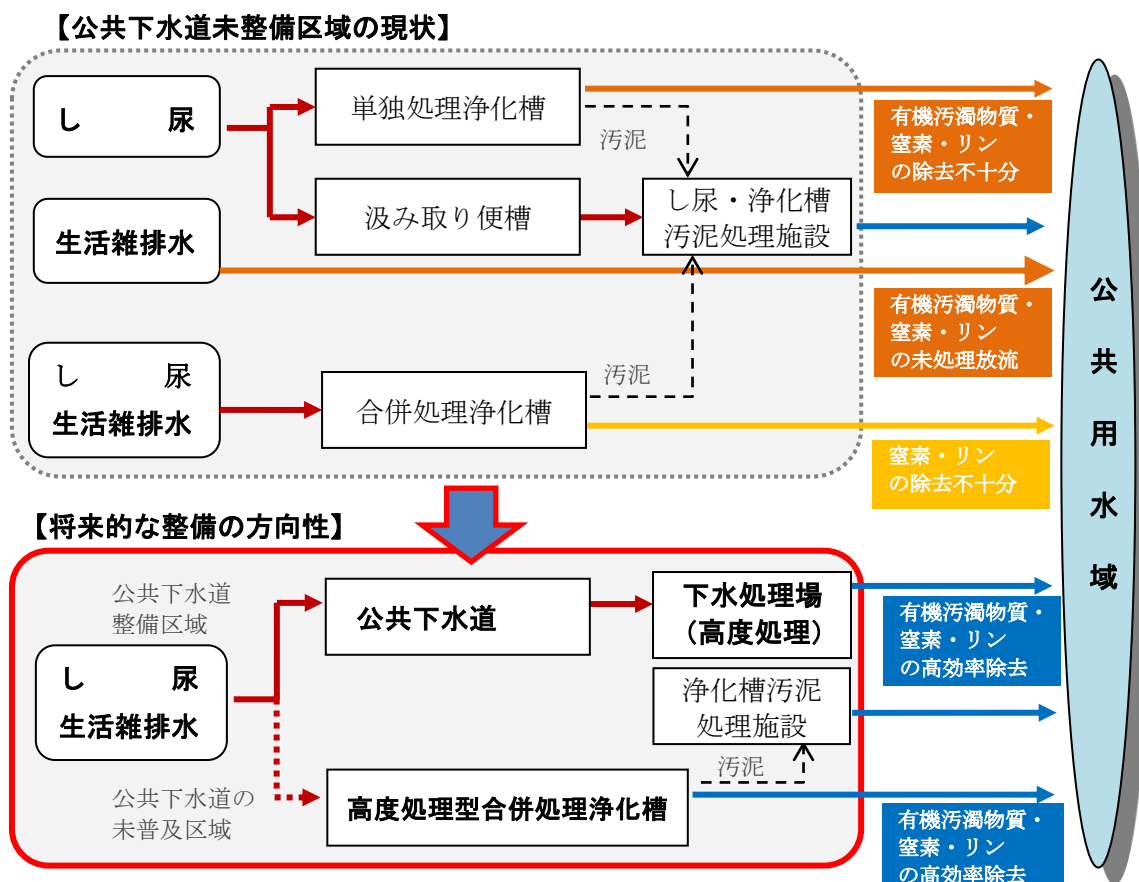 【公共下水道未整備区域の現状】
し　尿
単独処理浄化槽
汚泥
有機汚濁物質・
窒素・リン
の除去不十分
汲み取り便槽
し尿・浄化槽
汚泥処理施設
生活雑排水
有機汚濁物質・
窒素・リン
の未処理放流
し　尿
生活雑排水
合併処理浄化槽
汚泥
窒素・リン
の除去不十分
公共用水域
【将来的な整備の方向性】
公共下水道
整備区域
公共下水道
下水処理場
（高度処理）
有機汚濁物質・
窒素・リン
の高効率除去
し　尿
生活雑排水
浄化槽汚泥
処理施設
汚泥
公共下水道の
未普及区域
高度処理型合併処理浄化槽
有機汚濁物質・
窒素・リン
の高効率除去